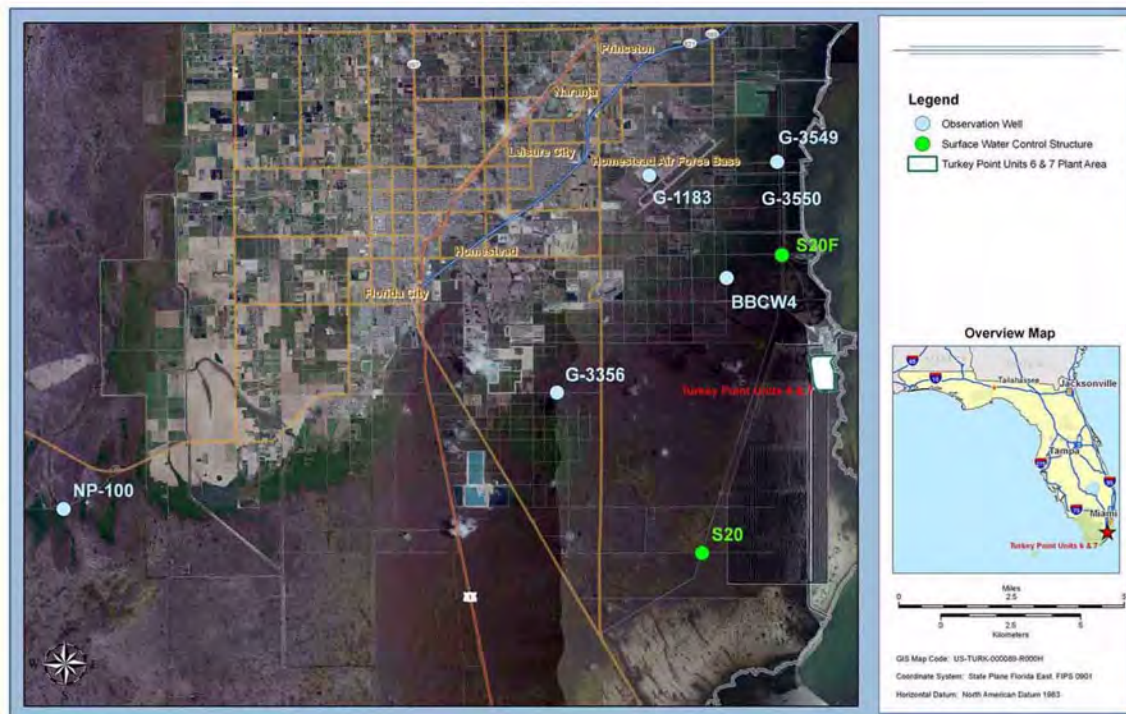 Princeton
Naranja
Leisure City
Homestead Air Force Base
G-3549
G-1183
G-3550
S20F
Homestead
BBCW4
Florida City
G-3356
Turkey Point Units 6 & 7
NP-100
S20
1
W
Legend
Observation Well
Surface Water Control Structure
Turkey Point Units 6 & 7 Plant Area
Overview Map
Talahassee
Jacksonville
10
Tampa
75
Miami
Turkey Point Units 6 & 7
Miles
0 2.5 5
0 2.5 5
Kilometers
GIS Map Code: US-TURK-000089-R000H
Coordinate System: State Plane Florida East FIPS 0901
Horizontal Datum: North American Datum 1983